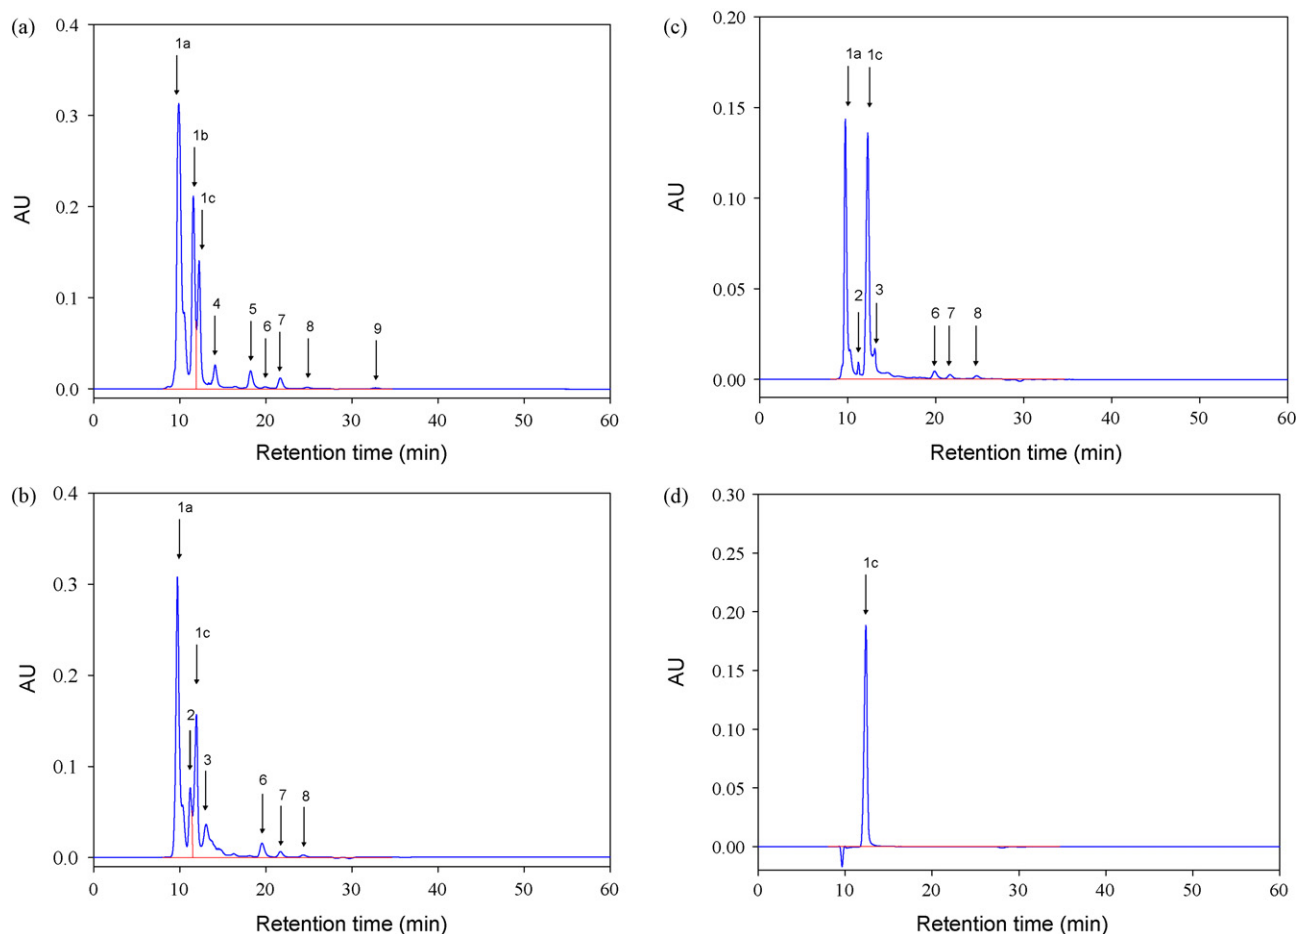 (a)
0.4
0.3
0.2
0.1
0.0
AU
1a
1b
1c
4
5
6
7
8
9
0 10 20 30 40 50 60
Retention time (min)
(c)
0.20
0.15
0.10
0.05
0.00
AU
1a 1c
2
3
6 7 8
0 10 20 30 40 50 60
Retention time (min)
(b)
0.4
0.3
0.2
0.1
0.0
AU
1a
1c
2
3
6
7 8
0 10 20 30 40 50 60
Retention time (min)
(d)
0.30
0.25
0.20
0.15
0.10
0.05
0.00
AU
1c
0 10 20 30 40 50 60
Retention time (min)